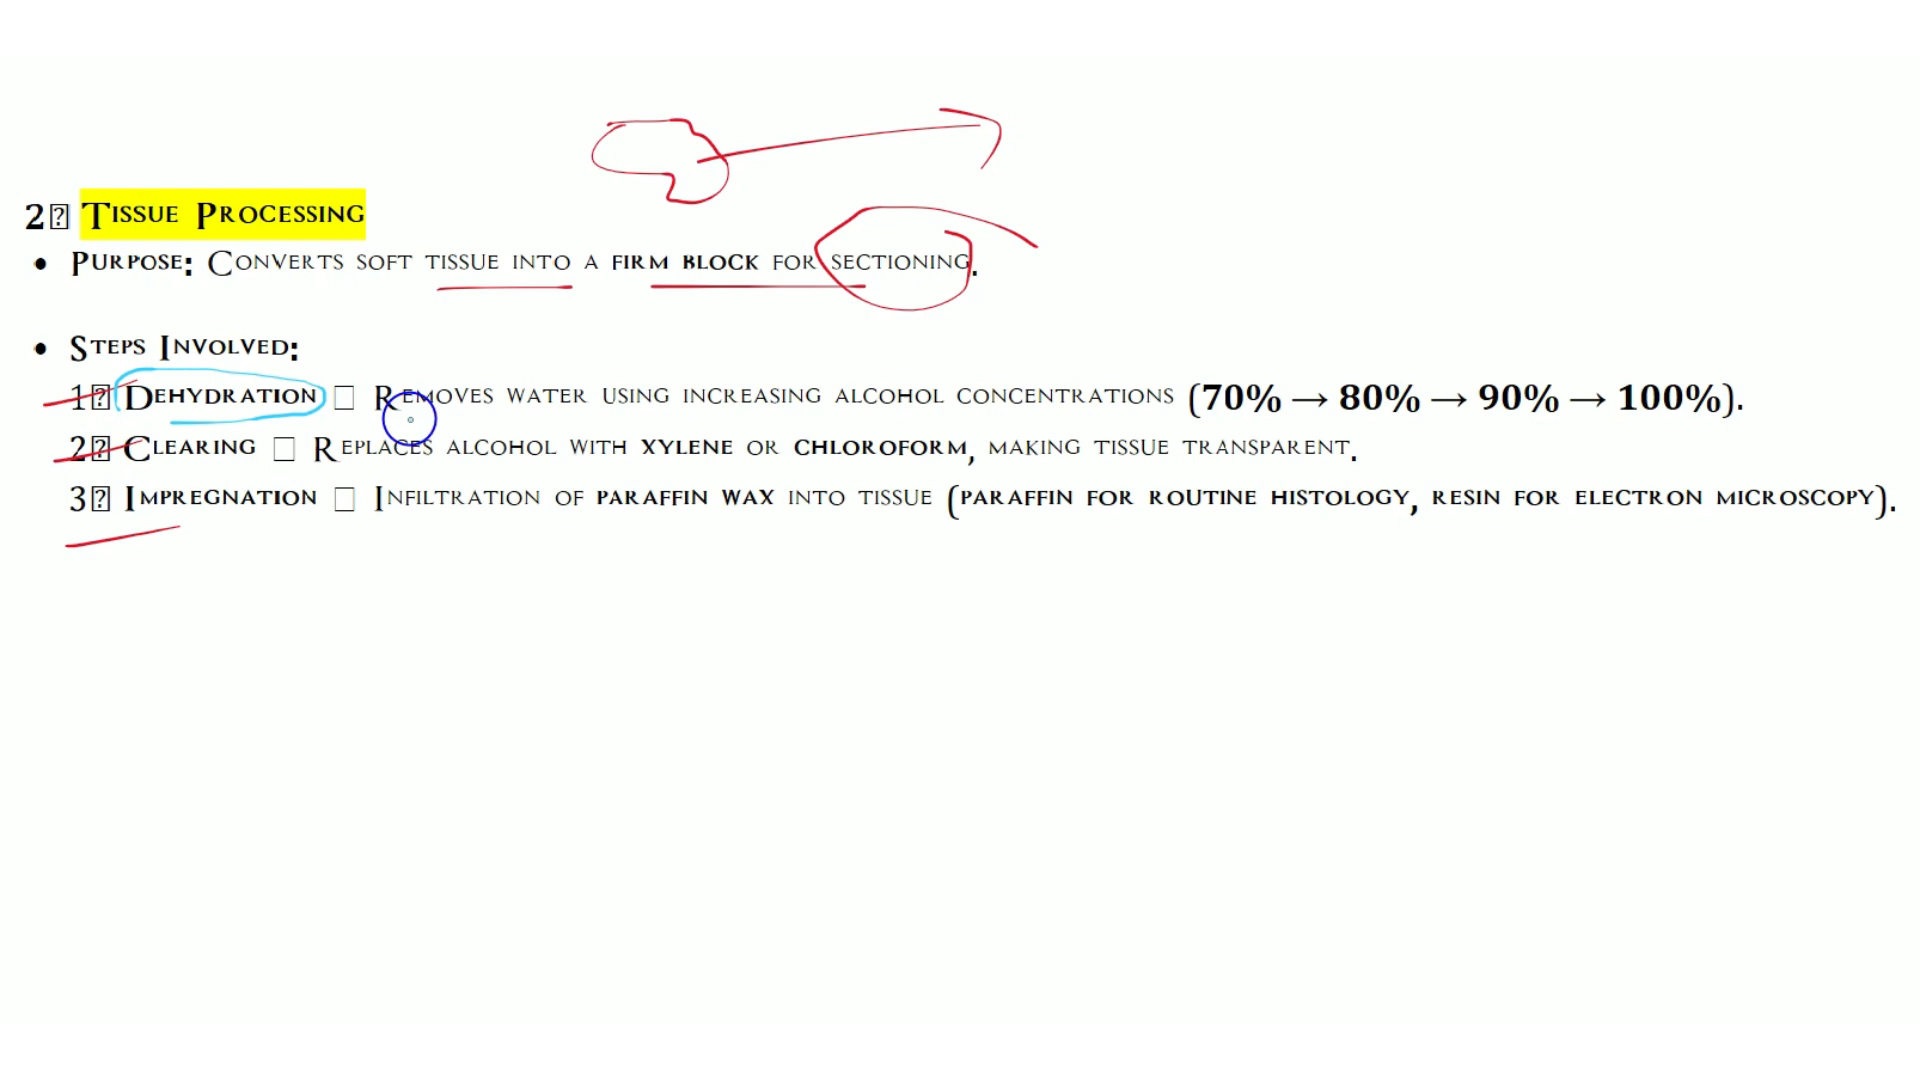 2 Tissue Processing
• Purpose: Converts soft tissue into a firm block for sectioning.
• Steps Involved:
1 Dehydration □ Removes water using increasing alcohol concentrations (70% → 80% → 90% → 100%).
2 Clearing □ Replaces alcohol with xylene or chloroform, making tissue transparent.
3 Impregnation □ Infiltration of paraffin wax into tissue (paraffin for routine histology, resin for electron microscopy).